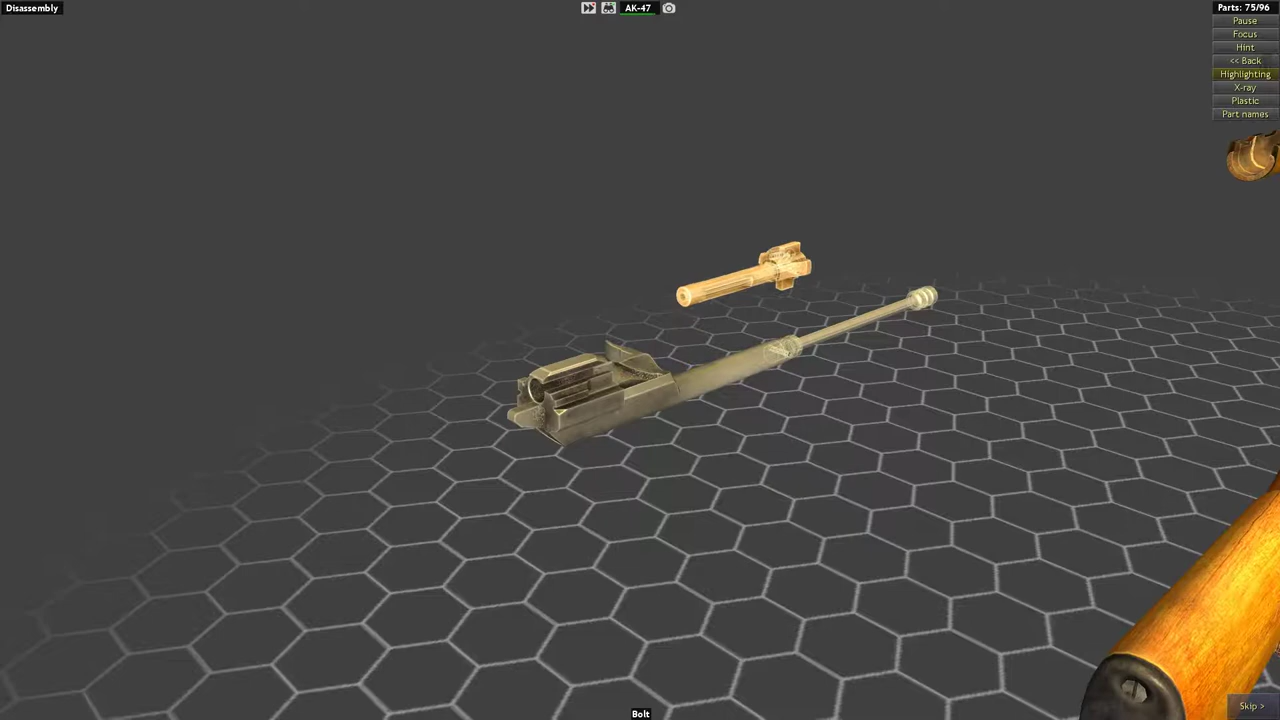 Disassembly
AK-47
Parts: 75/96
Pause
Focus
Hint
<< Back
Highlighting
X-ray
Plastic
Part names
Bolt
Skip >